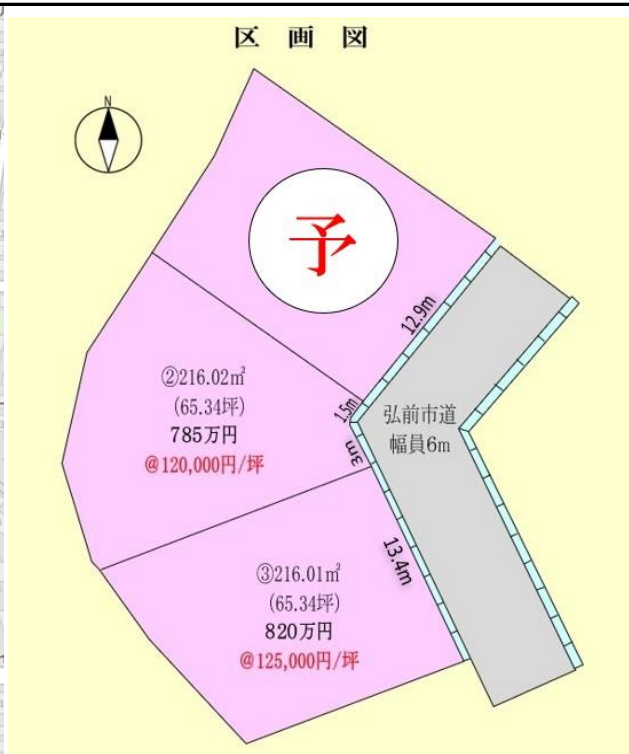 区画図
N
予
12.9m
②216.02㎡
(65.34坪)
785万円
@120,000円/坪
1.5m
3m
弘前市道
幅員6m
13.4m
③216.01㎡
(65.34坪)
820万円
@125,000円/坪